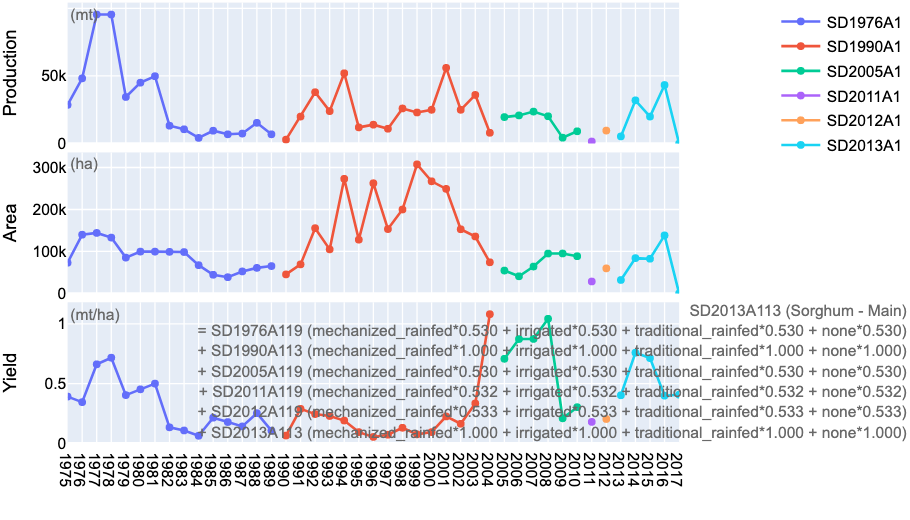 Production
(mt)
50k
0
Area
(ha)
300k
200k
100k
0
Yield
(mt/ha)
1
0.5
0
SD1976A1
SD1990A1
SD2005A1
SD2011A1
SD2012A1
SD2013A1
SD2013A113 (Sorghum - Main)
= SD1976A119 (mechanized_rainfed*0.530 + irrigated*0.530 + traditional_rainfed*0.530 + none*0.530)
+ SD1990A113 (mechanized_rainfed*1.000 + irrigated*1.000 + traditional_rainfed*1.000 + none*1.000)
+ SD2005A119 (mechanized_rainfed*0.530 + irrigated*0.530 + traditional_rainfed*0.530 + none*0.530)
+ SD2011A119 (mechanized_rainfed*0.532 + irrigated*0.532 + traditional_rainfed*0.532 + none*0.532)
+ SD2012A119 (mechanized_rainfed*0.533 + irrigated*0.533 + traditional_rainfed*0.533 + none*0.533)
+ SD2013A113 (mechanized_rainfed*1.000 + irrigated*1.000 + traditional_rainfed*1.000 + none*1.000)
1975
1976
1977
1978
1979
1980
1981
1982
1983
1984
1985
1986
1987
1988
1989
1990
1991
1992
1993
1994
1995
1996
1997
1998
1999
2000
2001
2002
2003
2004
2005
2006
2007
2008
2009
2010
2011
2012
2013
2014
2015
2016
2017